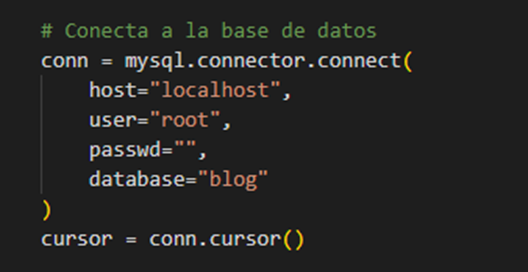 # Conecta a la base de datos
conn = mysql.connector.connect(
    host="localhost",
    user="root",
    passwd="",
    database="blog"
)
cursor = conn.cursor()